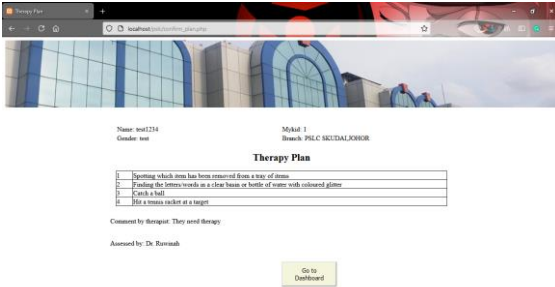 Therapy Plan
localhost/pslc/confirm_plan.php
Name: test1234
Mykid: 1
Gender: test
Branch: PSLC SKUDAI,JOHOR
Therapy Plan
1 Spotting which item has been removed from a tray of items
2 Finding the letters/words in a clear basin or bottle of water with coloured glitter
3 Catch a ball
4 Hit a tennis racket at a target
Comment by therapist: They need therapy
Assessed by: Dr. Ruwinah
Go to
Dashboard